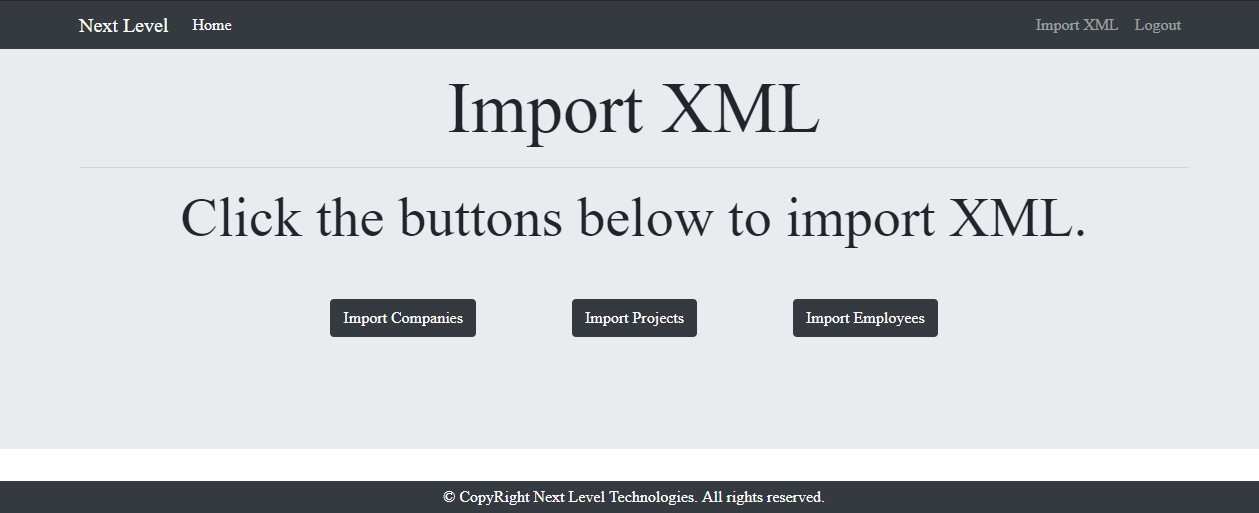 Next Level Home Import XML Logout
Import XML
Click the buttons below to import XML.
Import Companies Import Projects Import Employees
© CopyRight Next Level Technologies. All rights reserved.